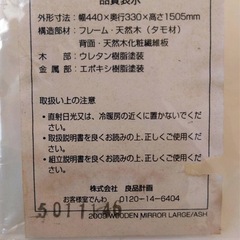 品質表示
外形寸法：幅440×奥行330×高さ1505mm
構造部材：フレーム・天然木（タモ材）
背面・天然木化粧繊維板
木　部：ウレタン樹脂塗装
金属部：エポキシ樹脂塗装
取扱い上の注意
・直射日光又は、冷暖房の近くに置かないでくだ
さい。
・取扱説明書を良くお読みの上、正しくご使用
ください。
・組立説明書を良くお読みの上、正しくご使用く
ださい。
株式会社　良品計画
お客様室でんわ　0120-14-6404
5011146
2000/WOODEN MIRROR LARGE/ASH